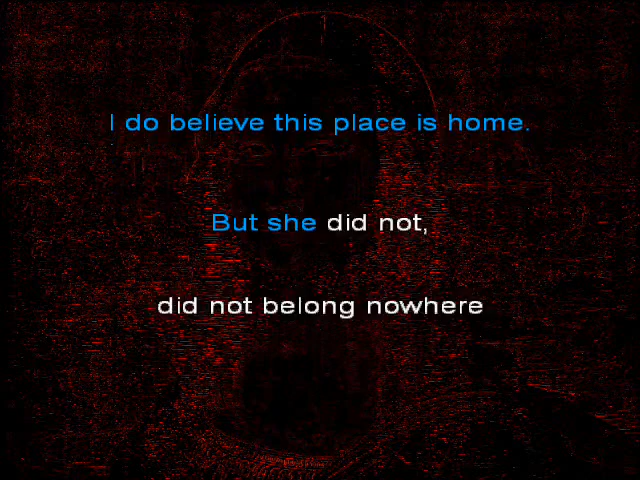 I do believe this place is home.
But she did not,
did not belong nowhere